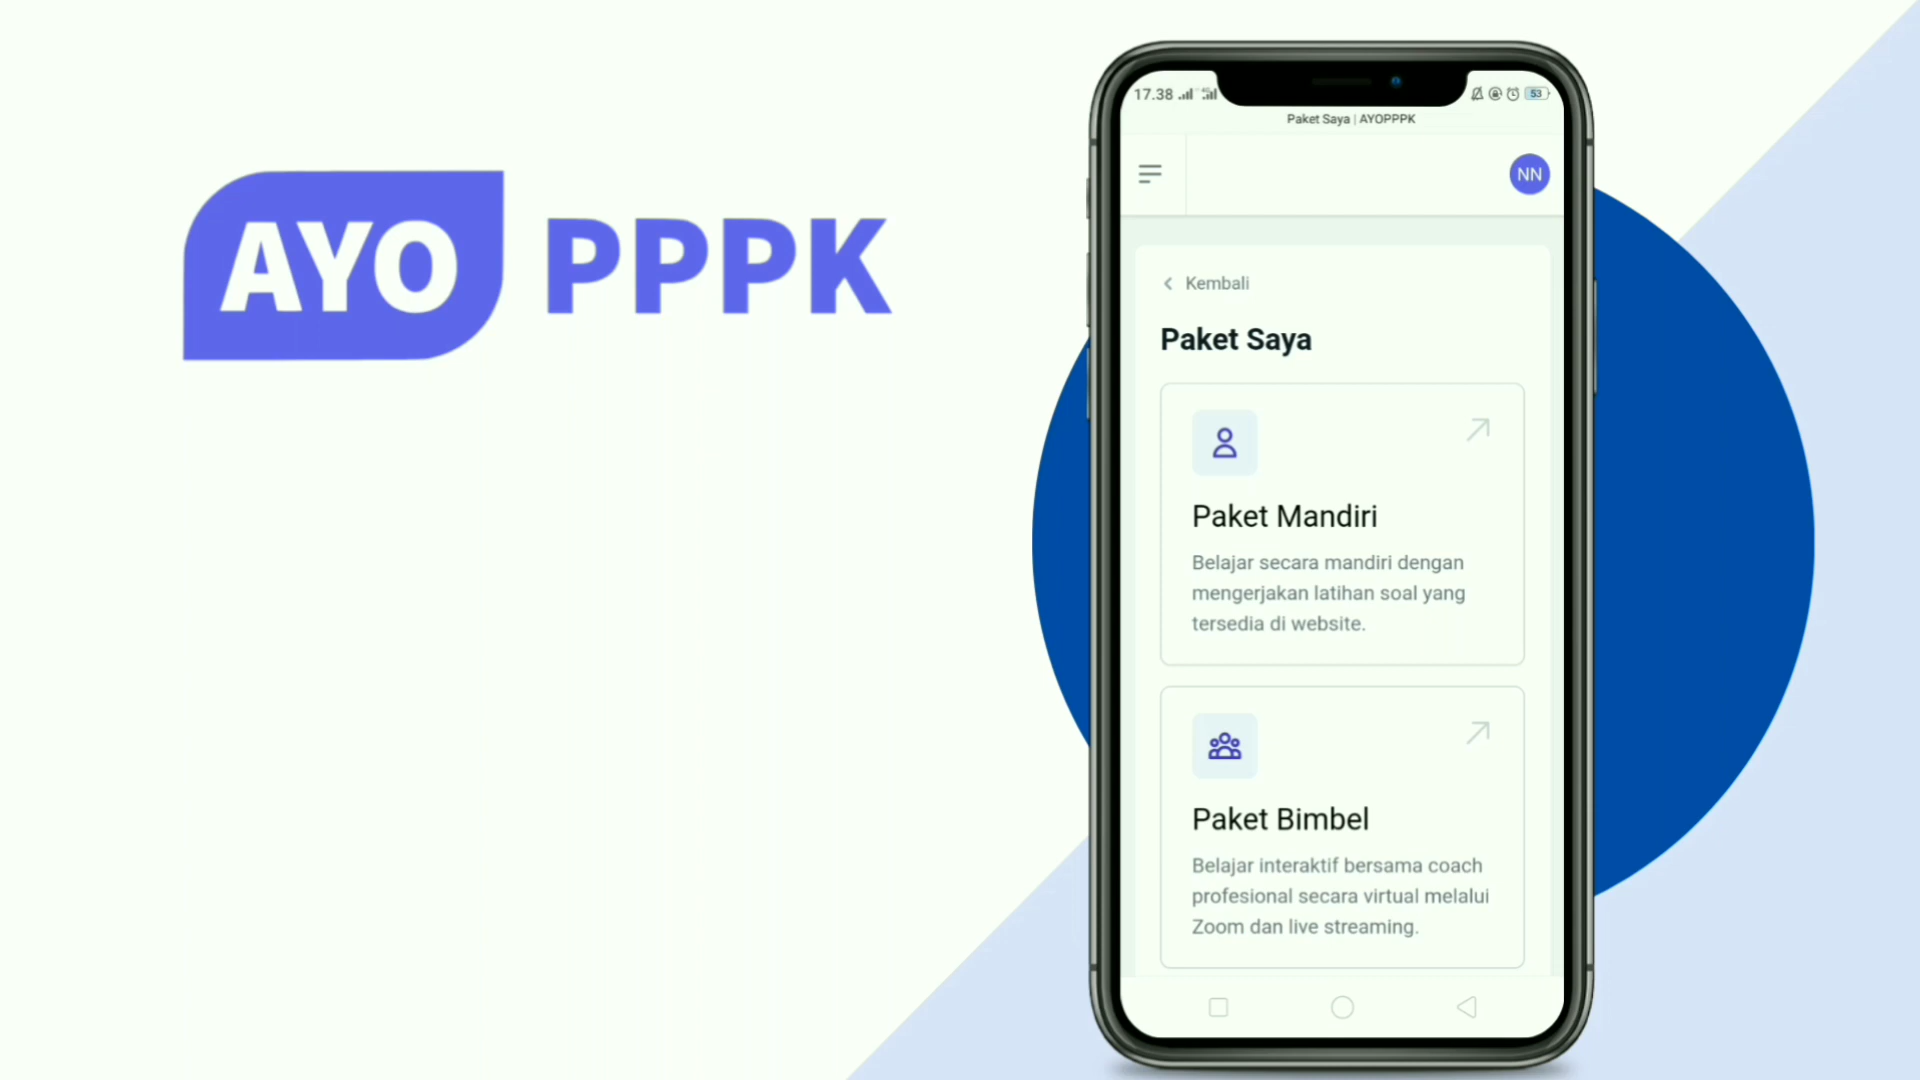 AYO PPPK
17.38
53
Paket Saya | AYOPPPK
NN
Kembali
Paket Saya
Paket Mandiri
Belajar secara mandiri dengan
mengerjakan latihan soal yang
tersedia di website.
Paket Bimbel
Belajar interaktif bersama coach
profesional secara virtual melalui
Zoom dan live streaming.